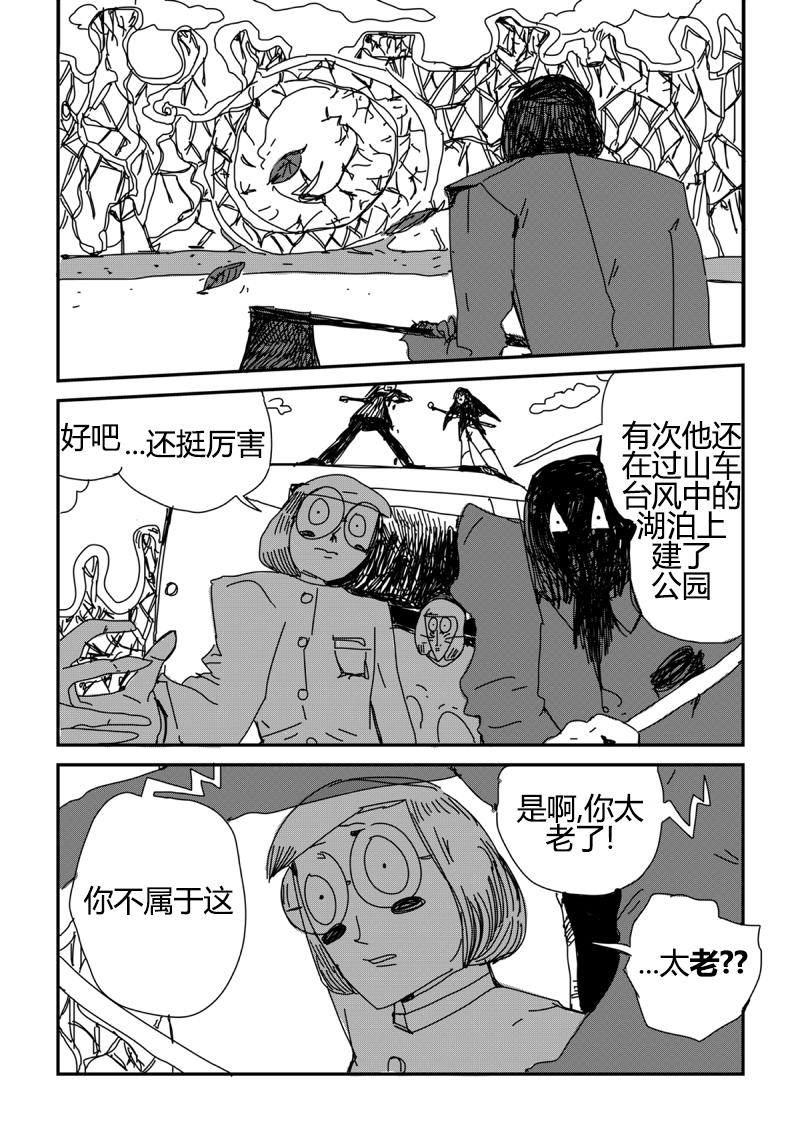 好吧...还挺厉害
有次他还
在过山车
台风中的
湖泊上
建了
公园
你不属于这
是啊,你太
老了!
...太老??